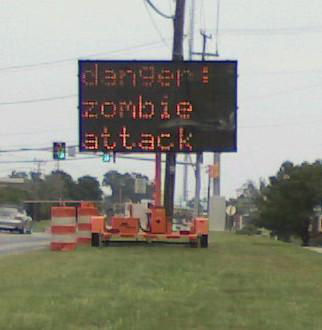 danger:
zombie
attack